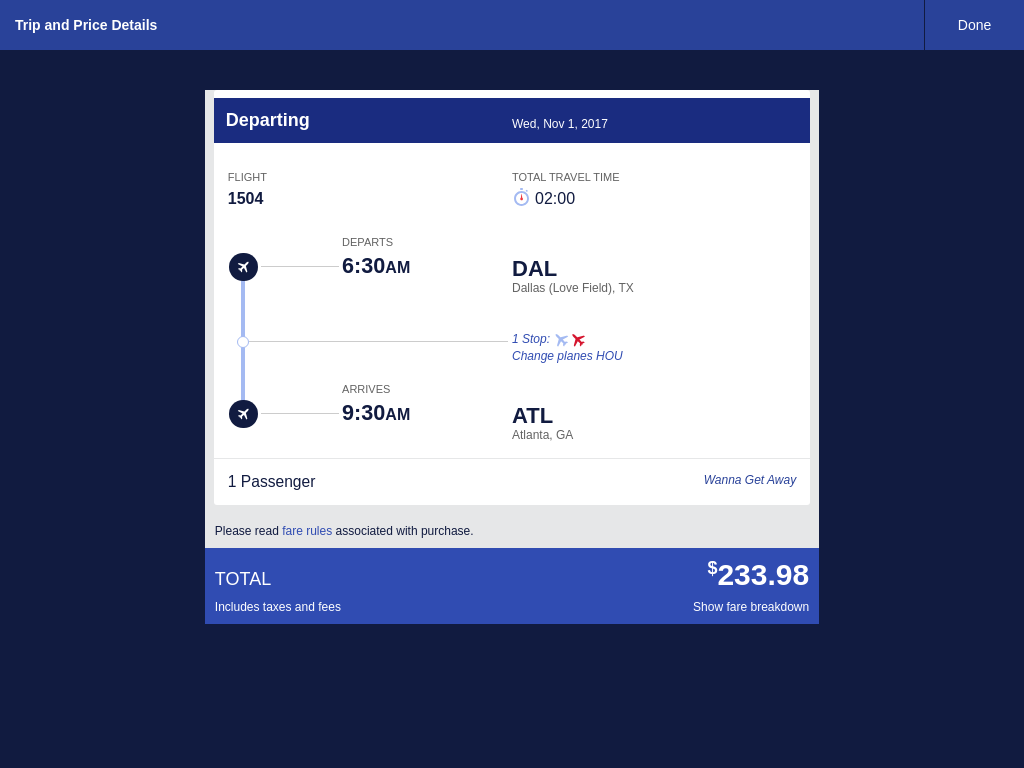 Trip and Price Details
Done
Departing
Wed, Nov 1, 2017
FLIGHT
TOTAL TRAVEL TIME
1504
02:00
DEPARTS
6:30AM
DAL
Dallas (Love Field), TX
1 Stop:
Change planes HOU
ARRIVES
9:30AM
ATL
Atlanta, GA
1 Passenger
Wanna Get Away
Please read fare rules associated with purchase.
TOTAL
$233.98
Includes taxes and fees
Show fare breakdown